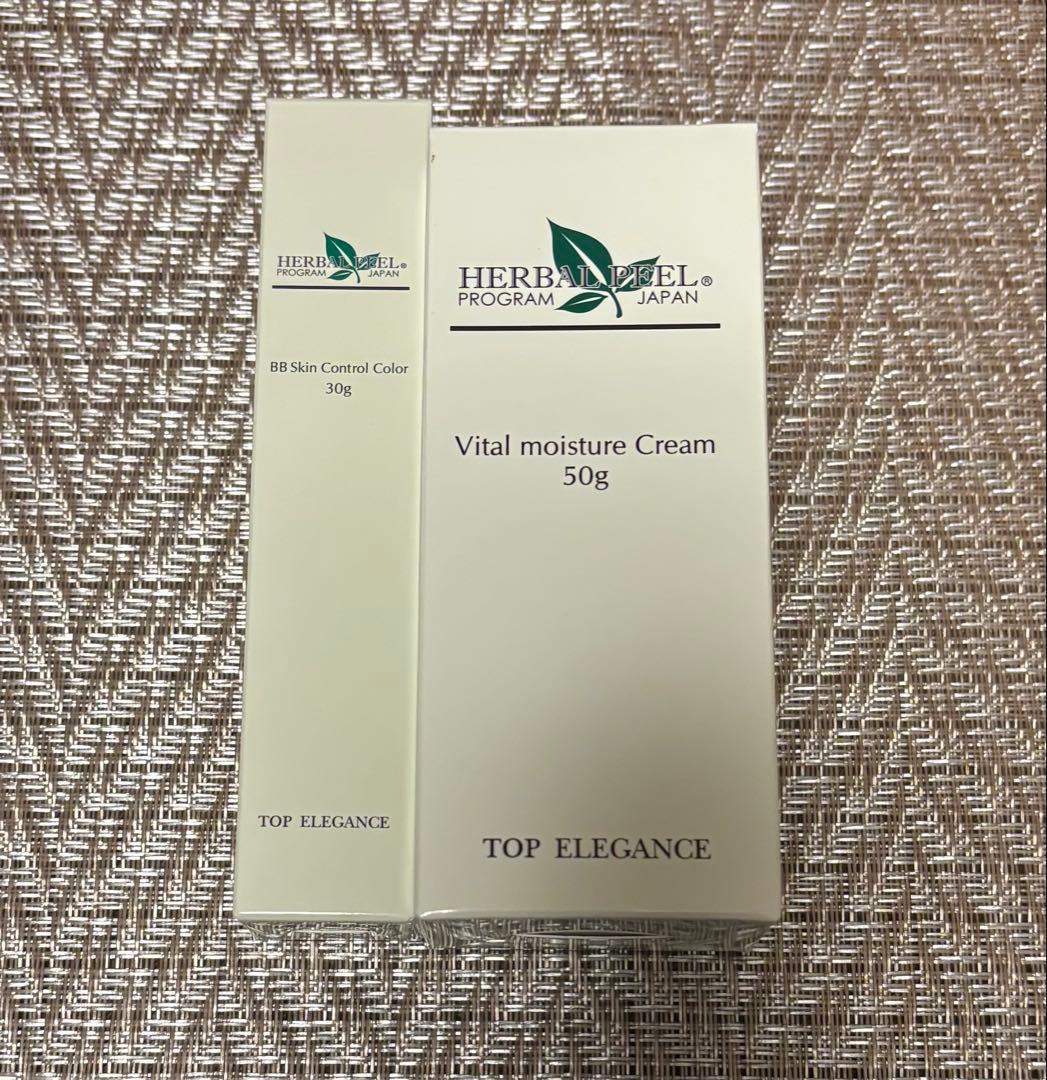 HERBAL PEEL®
PROGRAM JAPAN
BB Skin Control Color
30g
TOP ELEGANCE
HERBAL PEEL®
PROGRAM JAPAN
Vital moisture Cream
50g
TOP ELEGANCE